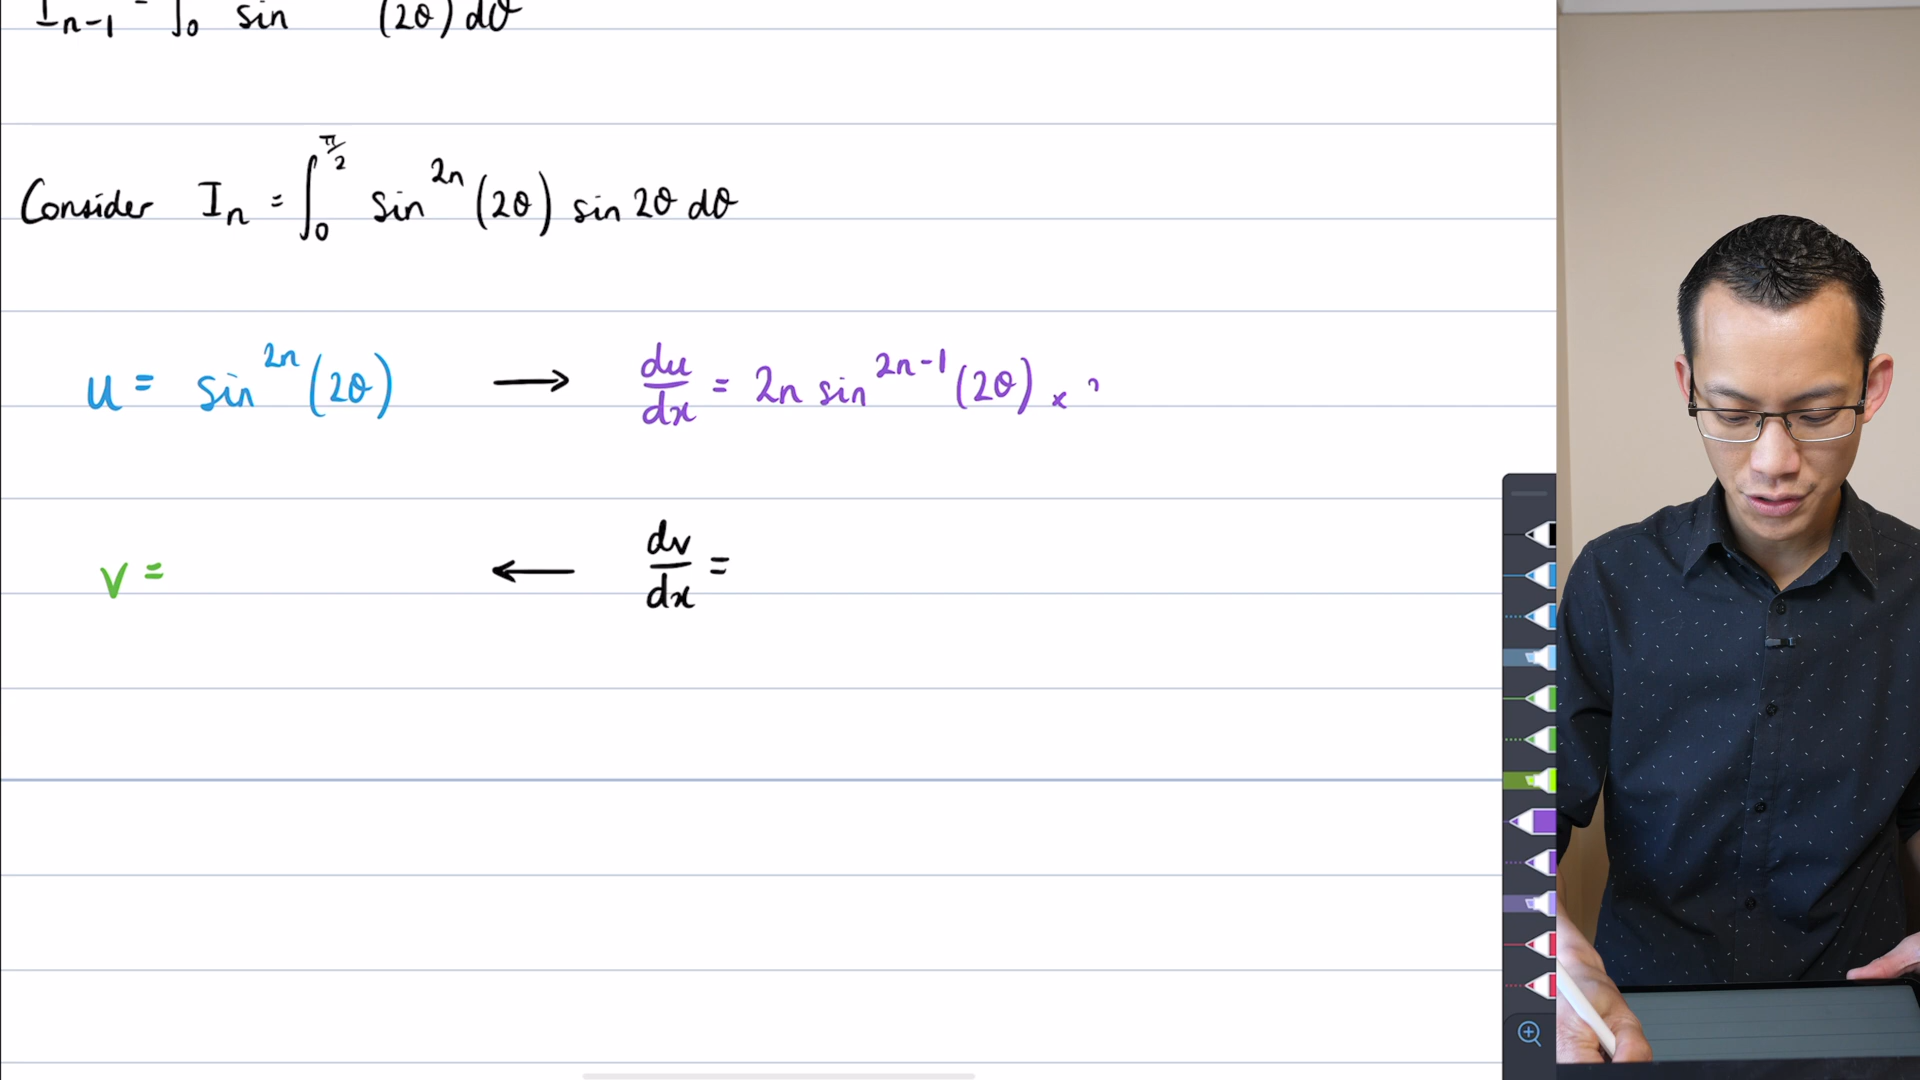 I_{n-1} = ∫_0 sin (2θ) dθ
Consider I_n = ∫_0^{π/2} sin^{2n} (2θ) sin 2θ dθ
u = sin^{2n} (2θ) ⟶ du/dx = 2n sin^{2n-1} (2θ) ×
v = ⟵ dv/dx =